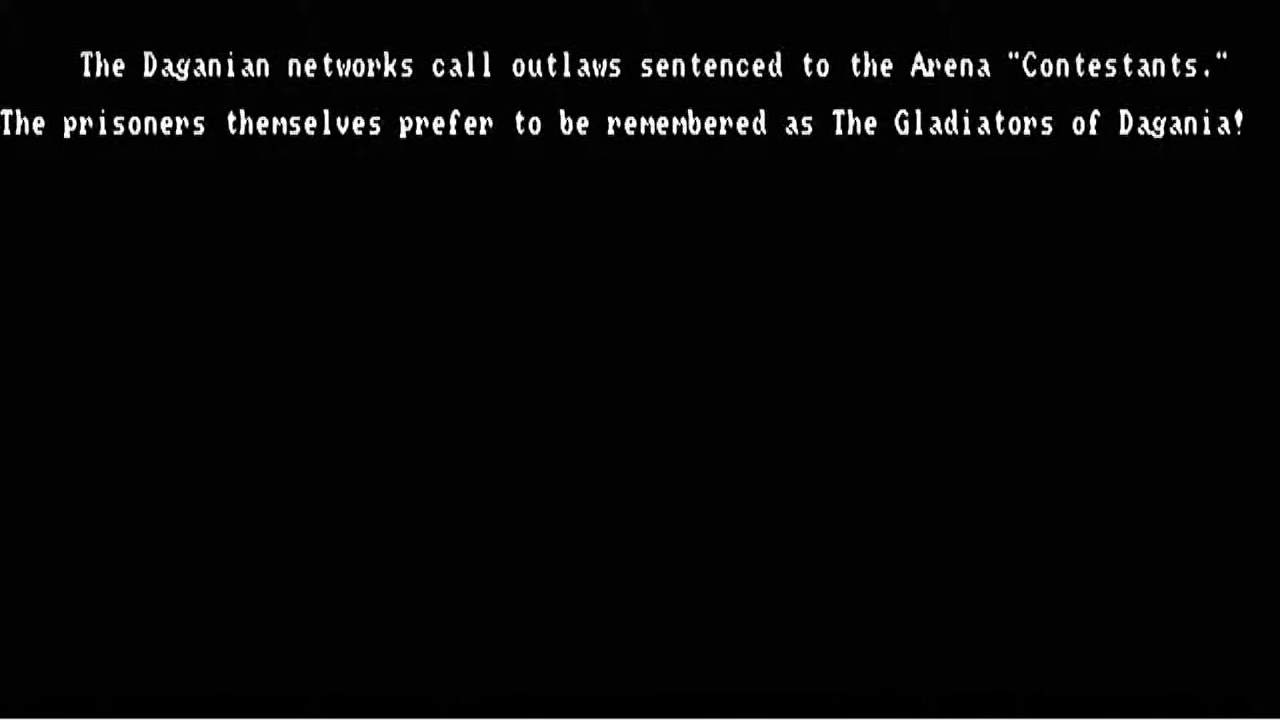 The Daganian networks call outlaws sentenced to the Arena "Contestants."
The prisoners themselves prefer to be remembered as The Gladiators of Dagania!